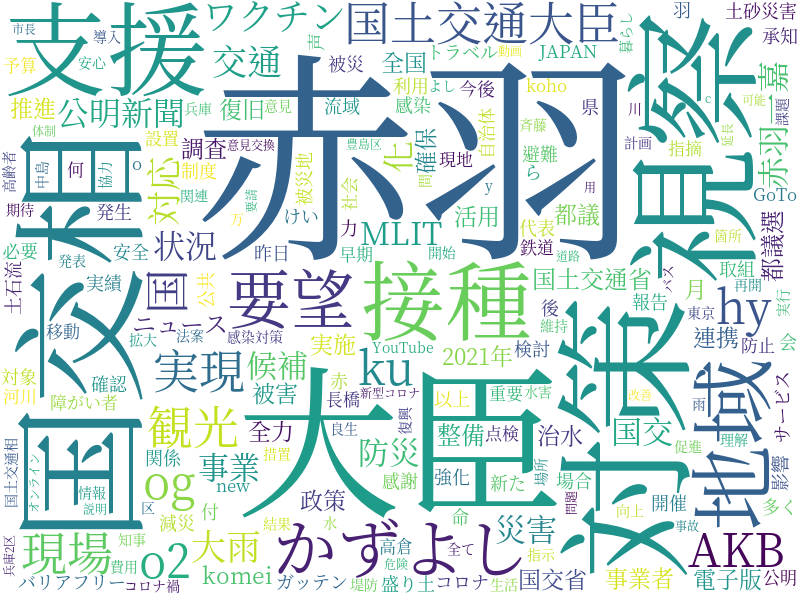 支援
ワクチン
国土交通大臣
羽
土砂災害
承知
市長
導入
声
予算
安心
交通
全国
トラベル
動画
JAPAN
暮らし
推進
公明新聞
兵庫
復旧
意見
被災
流域
利用
感染
よし
今後
koho
県
川
c
可能
課題
嘉
赤羽
視察
体制
設置
調査
意見交換
豊島区
化
確保
現地
自治体
斉藤
避難
ら
計画
指摘
延長
赤羽
高齢者
中島
何
協力
o
対応
制度
関連
要請
被災地
社会
間
y
用
GoTo
相
期待
発生
万
けい
力
MLIT
活用
代表
都議
箇所
都議選
必要
安全
状況
昨日
早期
鉄道
開始
道路
バス
取組
土石流
発表
実績
国
公共
要望
接種
国土交通省
後
報告
月
再開
実行
移動
ニュース
法案
維持
hy
東京
連携
防止
会
拡大
感染対策
実施
YouTube
2021年
検討
対策
国交
対象
確認
実現
候補
赤
ku
河川
障がい者
被害
長橋
新型コロナ
以上
重要
水害
改善
地域
雨
サービス
大臣
観光
全力
防災
復興
整備
点検
治水
国交
理解
影響
国土交通相
オンライン
関係
事業
良生
強化
新た
場所
場合
促進
情報
説明
og
new
措置
感謝
開催
多く
区
減災
付
政策
命
災害
問題
向上
事故
現場
知事
結果
水
かずよし
AKB
兵庫2区
費用
o2
大雨
高倉
全て
指示
バリアフリー
コロナ禍
komei
ガッテン
堤防
危険
盛り土
コロナ
生活
国交省
事業者
電子版
公明